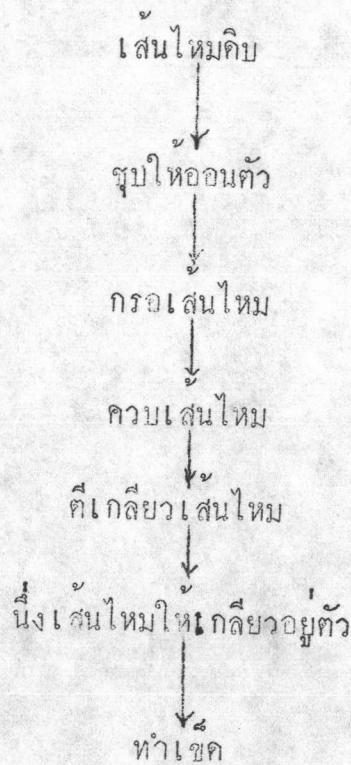 เส้นไหมดิบ
ชุบให้ออนตัว
กรอเส้นไหม
ควบเส้นไหม
ตีเกลียวเส้นไหม
นึ่งเส้นไหมให้เกลียวอยู่ตัว
ทำเข็ด